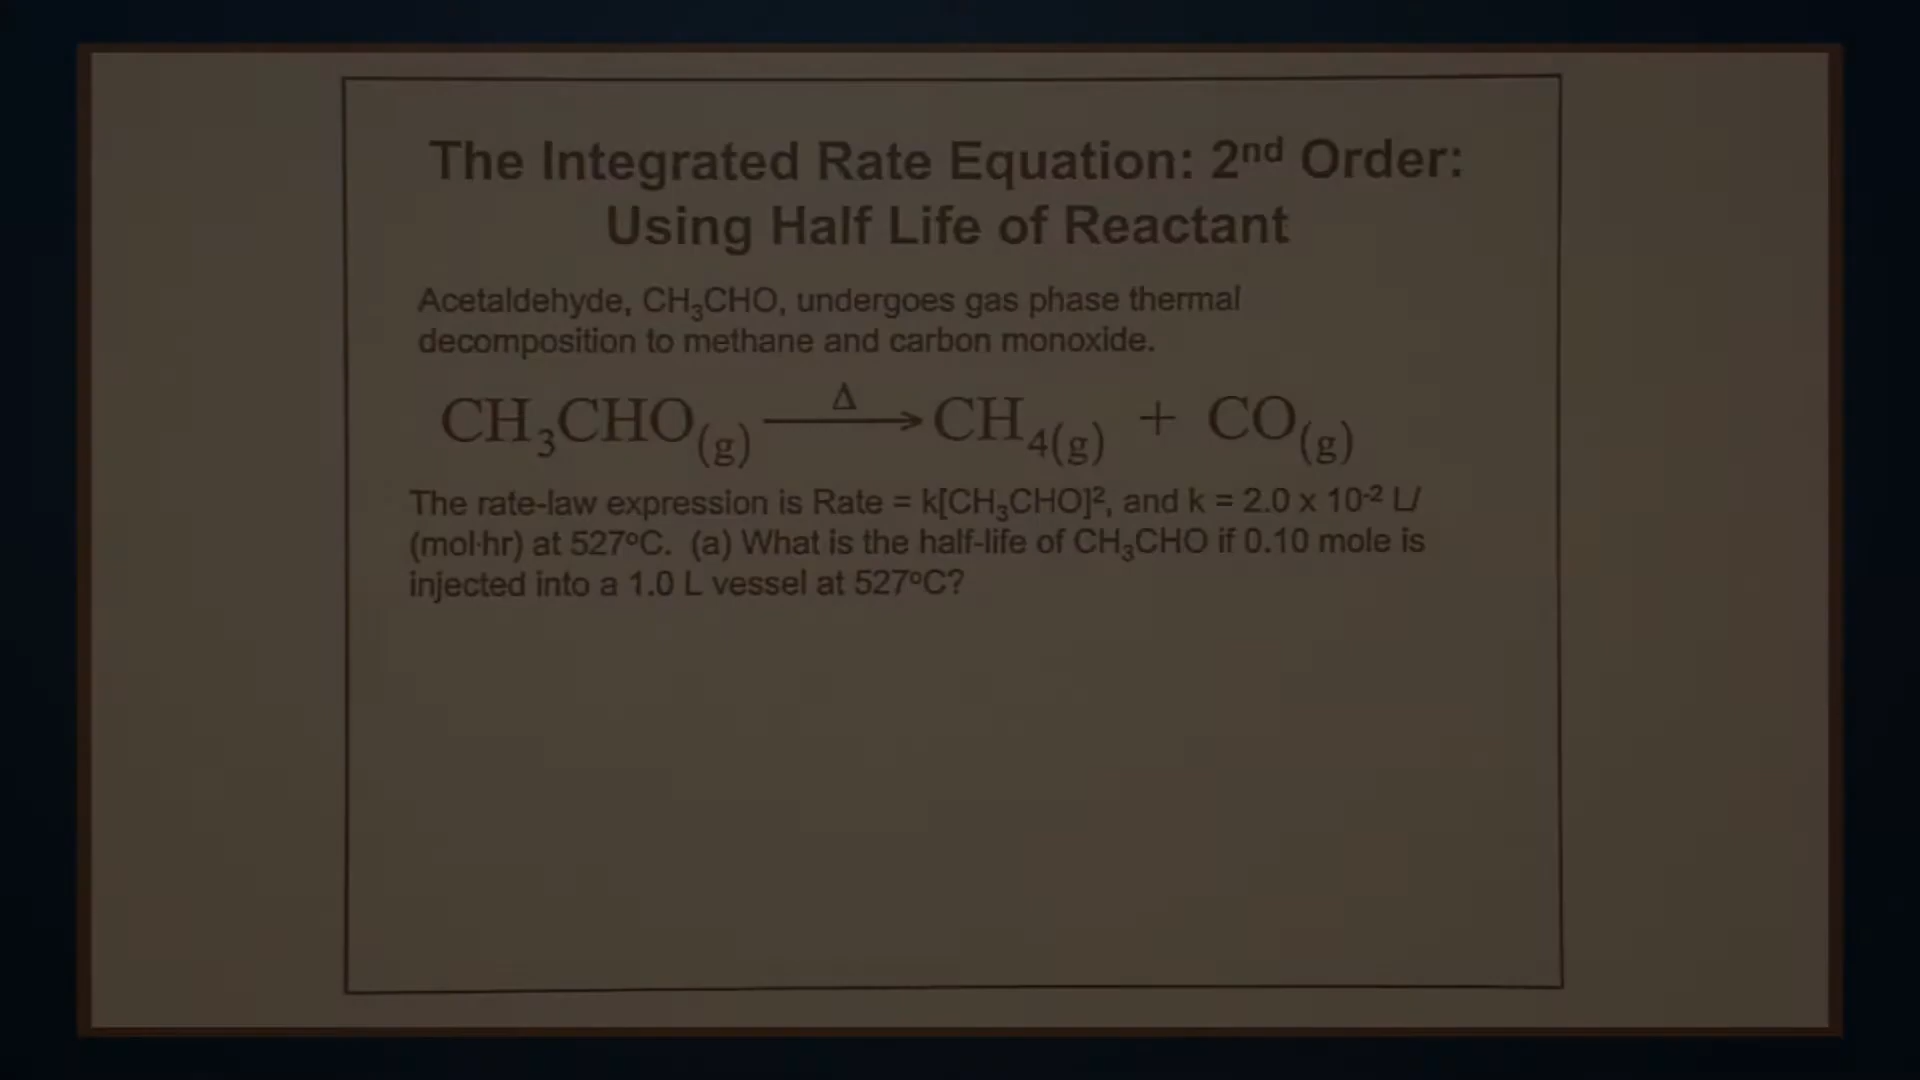 The Integrated Rate Equation: 2nd Order:
Using Half Life of Reactant
Acetaldehyde, CH₃CHO, undergoes gas phase thermal
decomposition to methane and carbon monoxide.
CH₃CHO₍g₎ —Δ→ CH₄₍g₎ + CO₍g₎
The rate-law expression is Rate = k[CH₃CHO]², and k = 2.0 x 10⁻² L/
(mol·hr) at 527ºC. (a) What is the half-life of CH₃CHO if 0.10 mole is
injected into a 1.0 L vessel at 527ºC?